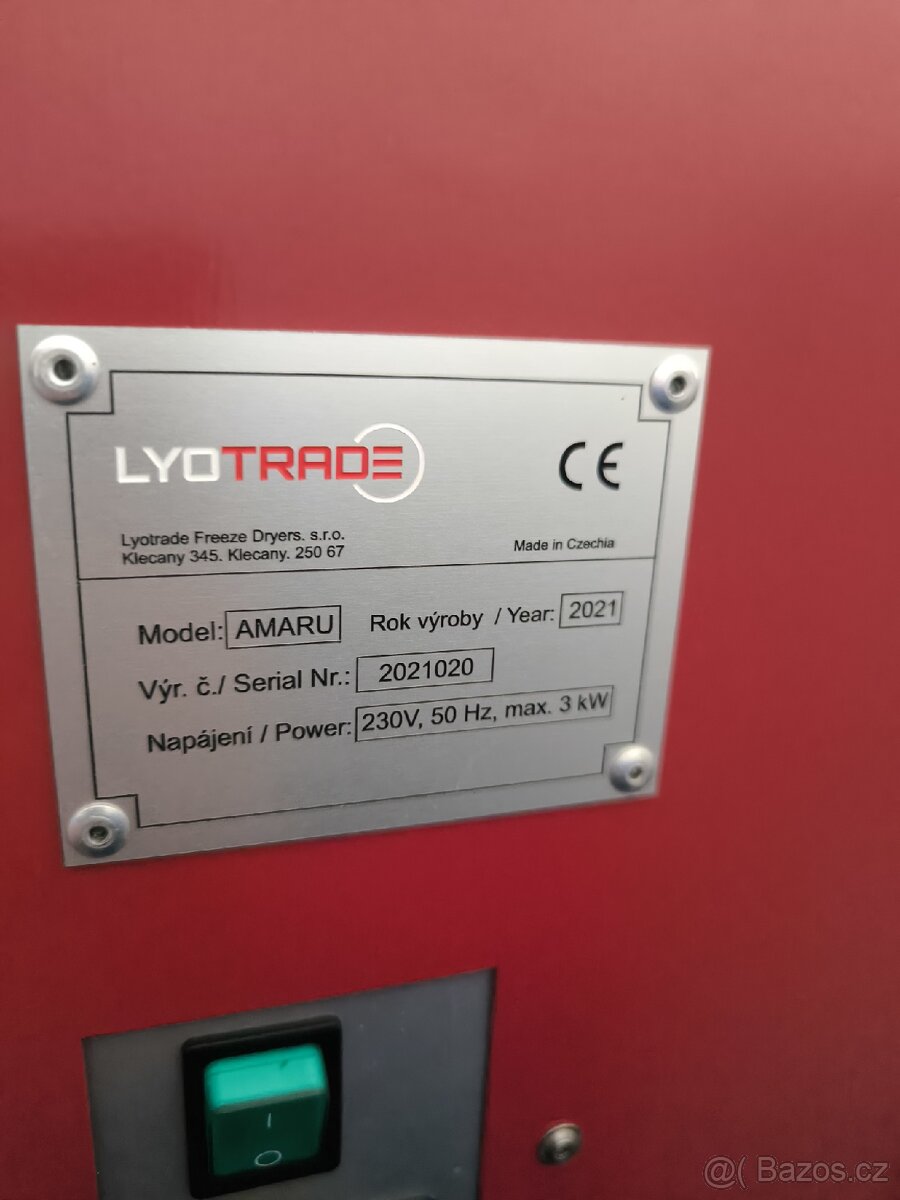 LYOTRADE
CE
Lyotrade Freeze Dryers. s.r.o.
Klecany 345. Klecany. 250 67
Made in Czechia
Model: AMARU Rok výroby / Year: 2021
Výr. č./ Serial Nr.: 2021020
Napájení / Power: 230V, 50 Hz, max. 3 kW
I
O
@( Bazos.cz